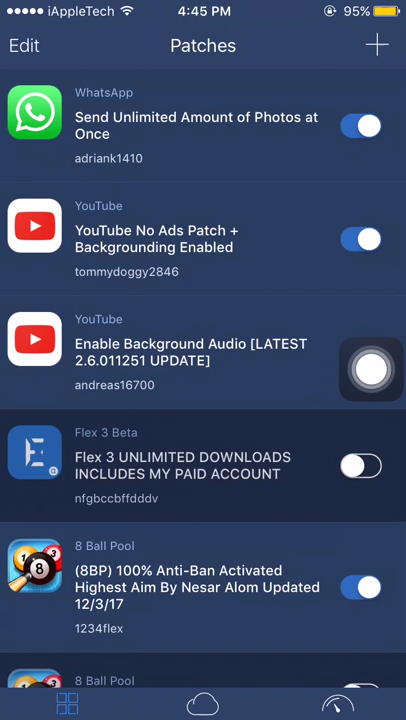 iAppleTech 4:45 PM 95%
Edit Patches
WhatsApp
Send Unlimited Amount of Photos at
Once
adriank1410
YouTube
YouTube No Ads Patch +
Backgrounding Enabled
tommydoggy2846
YouTube
Enable Background Audio [LATEST
2.6.011251 UPDATE]
andreas16700
Flex 3 Beta
Flex 3 UNLIMITED DOWNLOADS
INCLUDES MY PAID ACCOUNT
nfgbccbffdddv
8 Ball Pool
(8BP) 100% Anti-Ban Activated
Highest Aim By Nesar Alom Updated
12/3/17
1234flex
8 Ball Pool